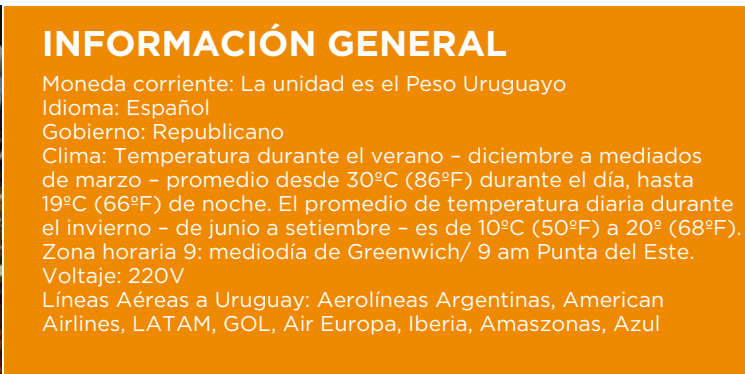 INFORMACIÓN GENERAL
Moneda corriente: La unidad es el Peso Uruguayo
Idioma: Español
Gobierno: Republicano
Clima: Temperatura durante el verano – diciembre a mediados
de marzo – promedio desde 30ºC (86ºF) durante el día, hasta
19ºC (66ºF) de noche. El promedio de temperatura diaria durante
el invierno – de junio a setiembre – es de 10ºC (50ºF) a 20º (68ºF).
Zona horaria 9: mediodía de Greenwich/ 9 am Punta del Este.
Voltaje: 220V
Líneas Aéreas a Uruguay: Aerolíneas Argentinas, American
Airlines, LATAM, GOL, Air Europa, Iberia, Amaszonas, Azul